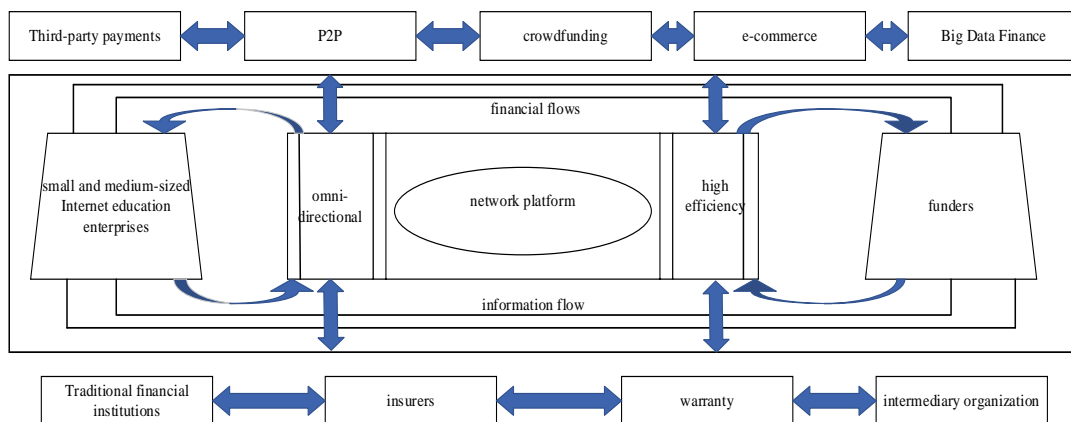 Third-party payments
P2P
crowdfunding
e-commerce
Big Data Finance
financial flows
small and medium-sized
Internet education
enterprises
omni-
directional
network platform
high
efficiency
funders
information flow
Traditional financial
institutions
insurers
warranty
intermediary organization